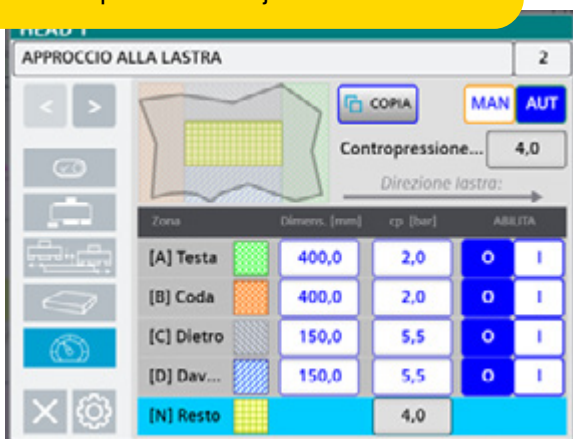 HEAD 1
APPROCCIO ALLA LASTRA 2
< >
COPIA MAN AUT
Contropressione... 4,0
Direzione lastra:
Zona Dimens. [mm] cp [bar] ABILITA
[A] Testa 400,0 2,0 O I
[B] Coda 400,0 2,0 O I
[C] Dietro 150,0 5,5 O I
[D] Dav... 150,0 5,5 O I
[N] Resto 4,0